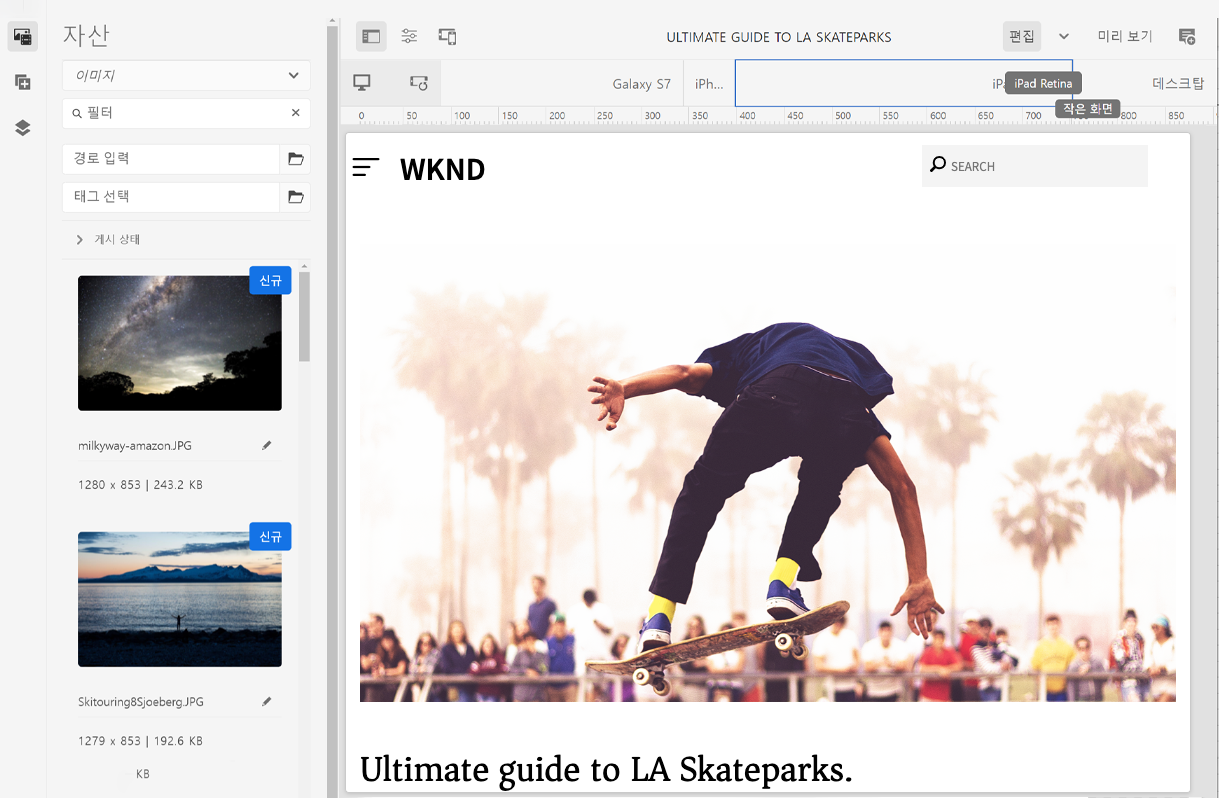 자산
이미지
필터
경로 입력
태그 선택
게시 상태
신규
milkyway-amazon.JPG
1280 x 853 | 243.2 KB
신규
Skitouring8Sjoeberg.JPG
1279 x 853 | 192.6 KB
KB
ULTIMATE GUIDE TO LA SKATEPARKS
편집
미리 보기
Galaxy S7
iPh...
iPad Retina
데스크탑
작은 화면
0 50 100 150 200 250 300 350 400 450 500 550 600 650 700 800 850
WKND
SEARCH
Ultimate guide to LA Skateparks.